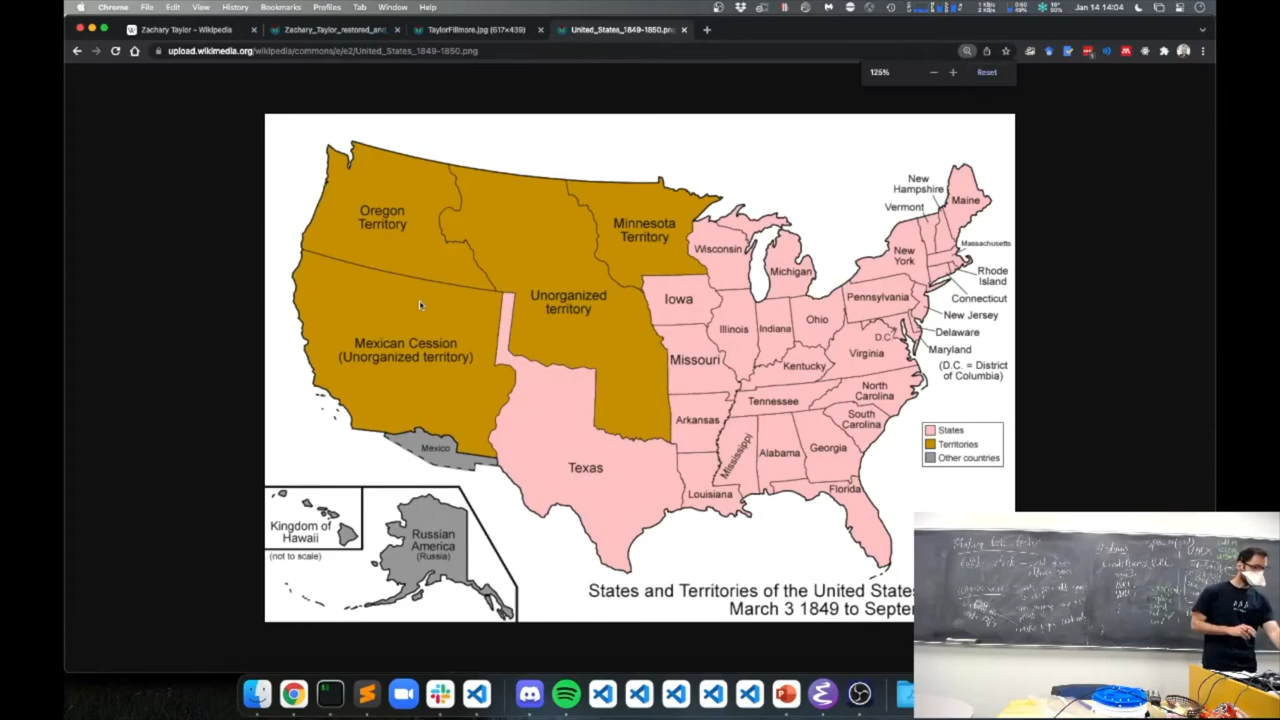 Chrome File Edit View History Bookmarks Profiles Tab Window Help
Jan 14 14:04
Zachary Taylor - Wikipedia
Zachary_Taylor_restored_and_
TaylorFillmore.jpg (617×439)
United_States_1849-1850.png
upload.wikimedia.org/wikipedia/commons/e/e2/United_States_1849-1850.png
125%
Reset
Oregon
Territory
Minnesota
Territory
Unorganized
territory
Mexican Cession
(Unorganized territory)
Mexico
Texas
Wisconsin
Michigan
Iowa
Illinois
Indiana
Ohio
Missouri
Kentucky
Tennessee
Arkansas
Mississippi
Alabama
Georgia
Louisiana
Florida
South
Carolina
North
Carolina
Virginia
D.C.
Pennsylvania
New
York
Vermont
New
Hampshire
Maine
Massachusetts
Rhode
Island
Connecticut
New Jersey
Delaware
Maryland
(D.C. = District
of Columbia)
States
Territories
Other countries
Kingdom of
Hawaii
(not to scale)
Russian
America
(Russia)
States and Territories of the United State
March 3 1849 to Septe